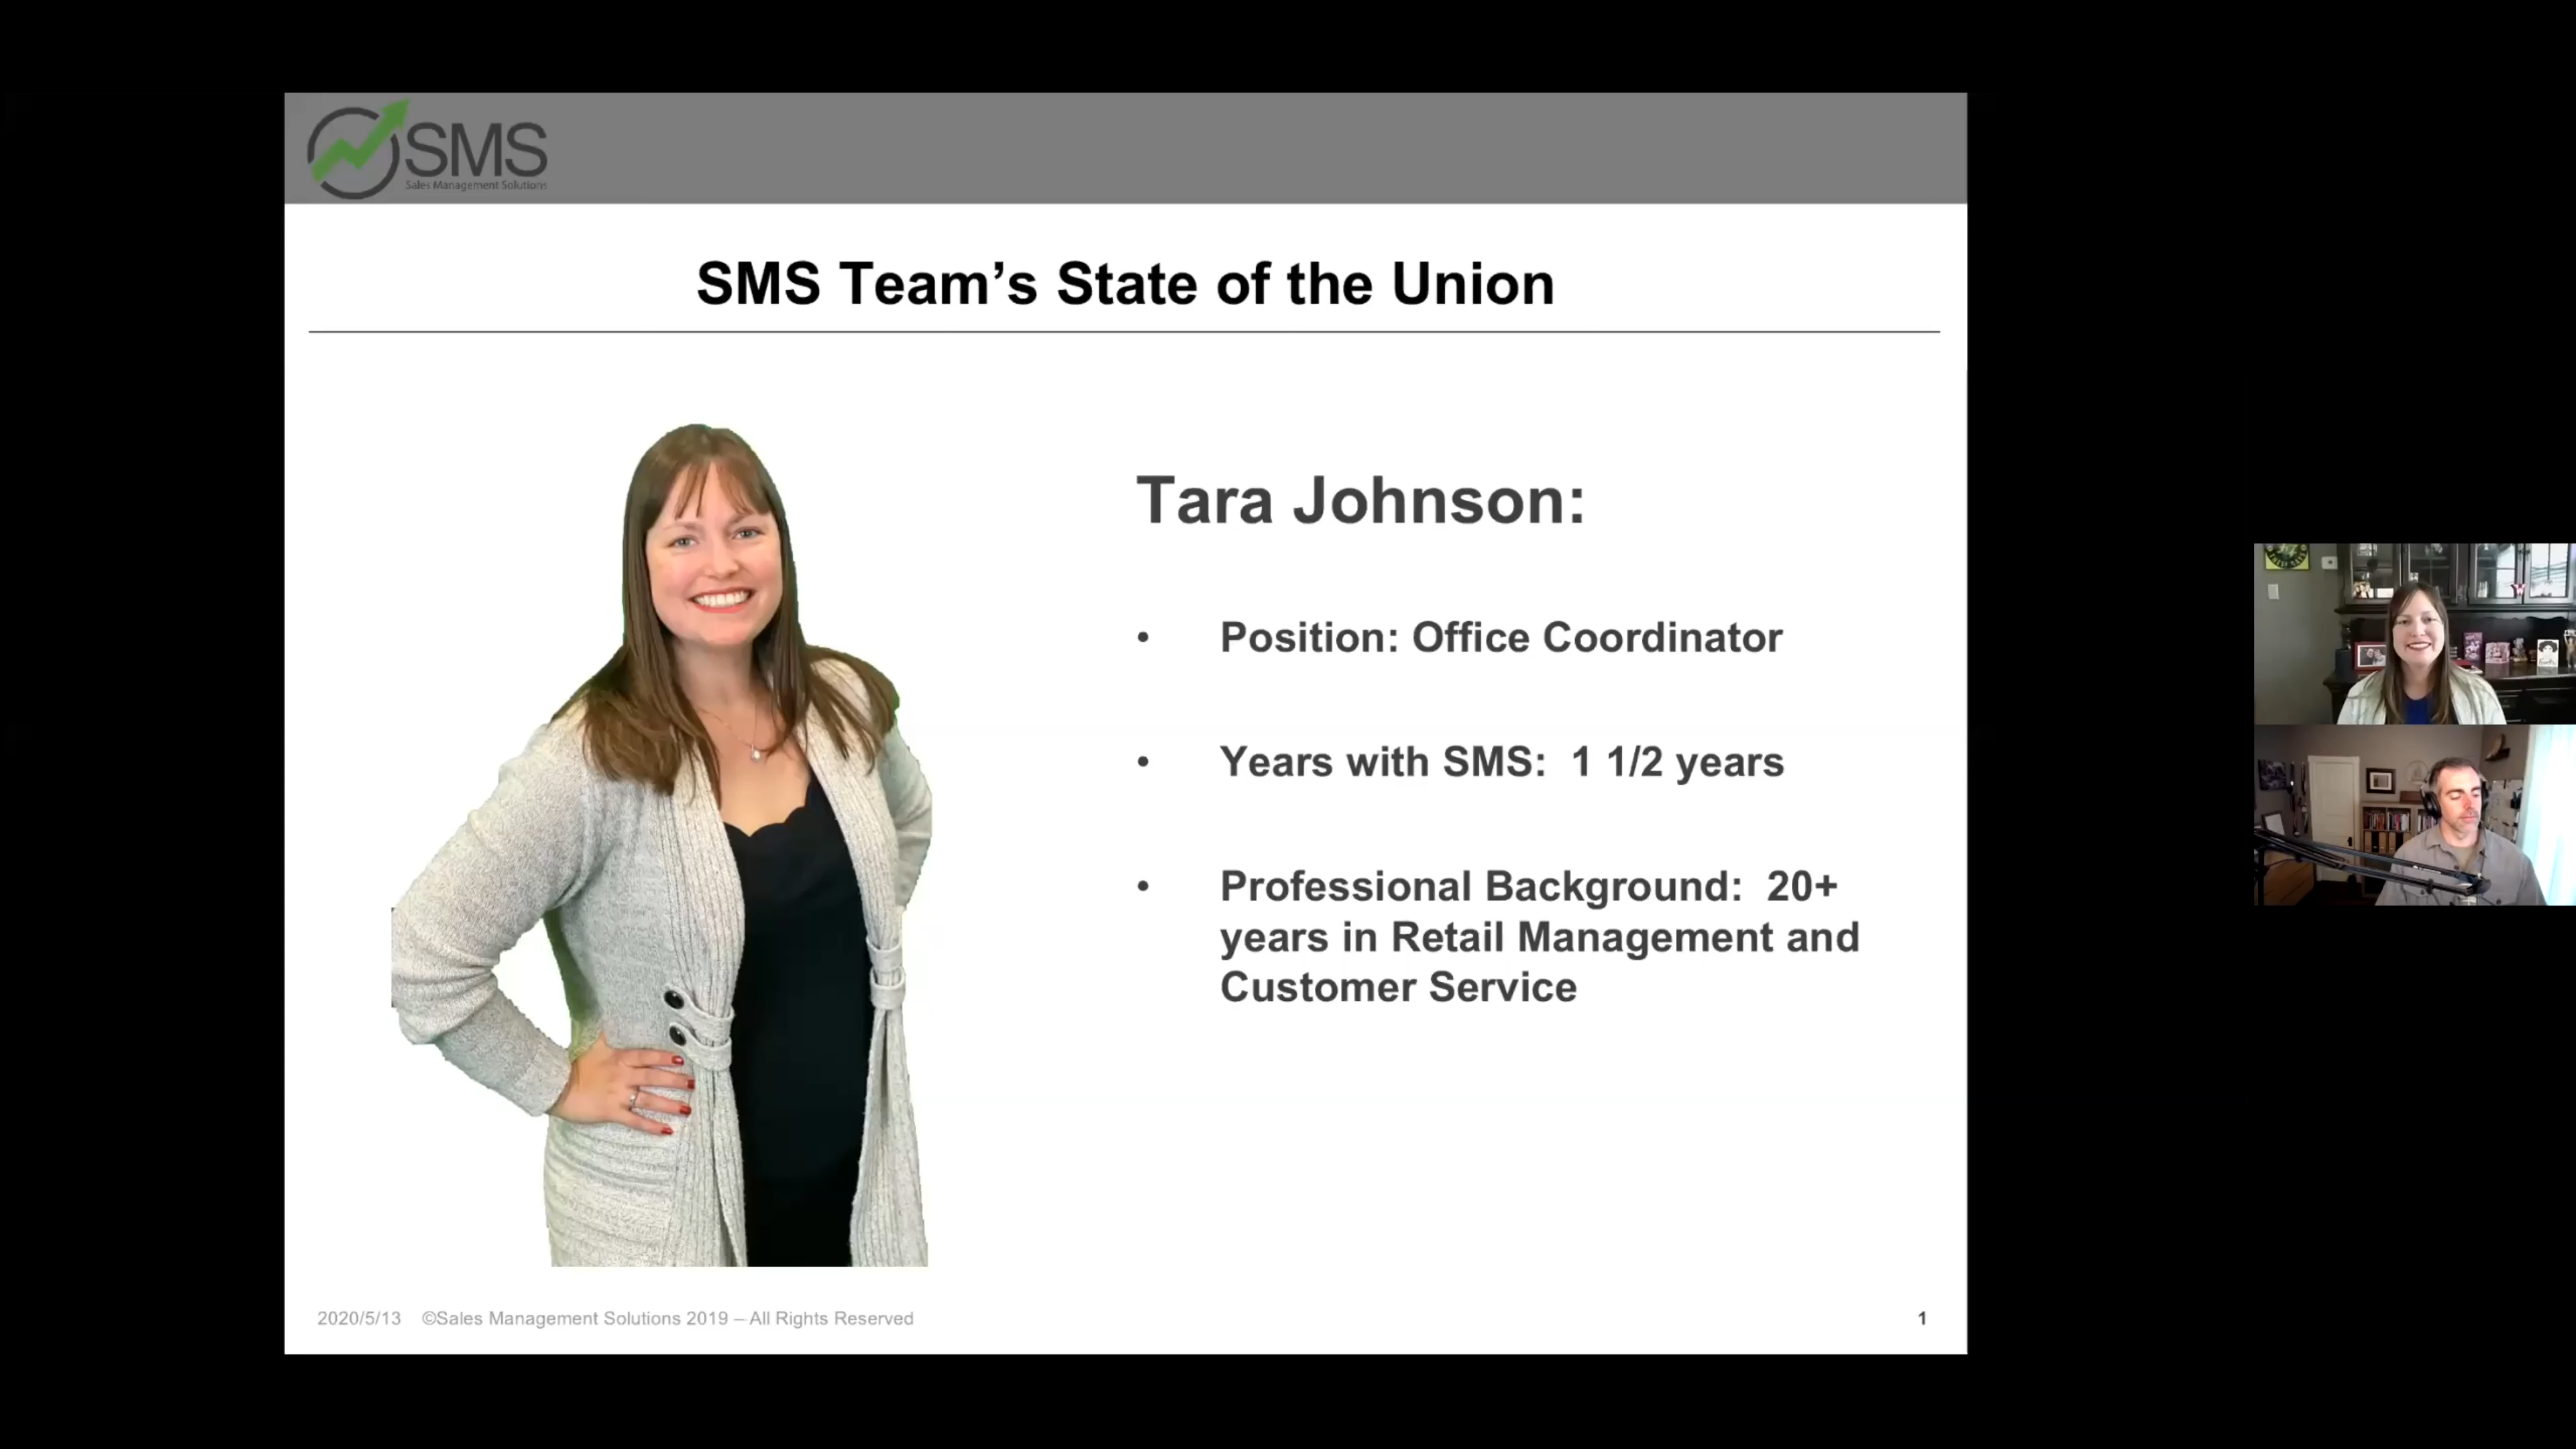 SMS
Sales Management Solutions
SMS Team’s State of the Union
Tara Johnson:
• Position: Office Coordinator
• Years with SMS:  1 1/2 years
• Professional Background:  20+
years in Retail Management and
Customer Service
2020/5/13 ©Sales Management Solutions 2019 – All Rights Reserved 1